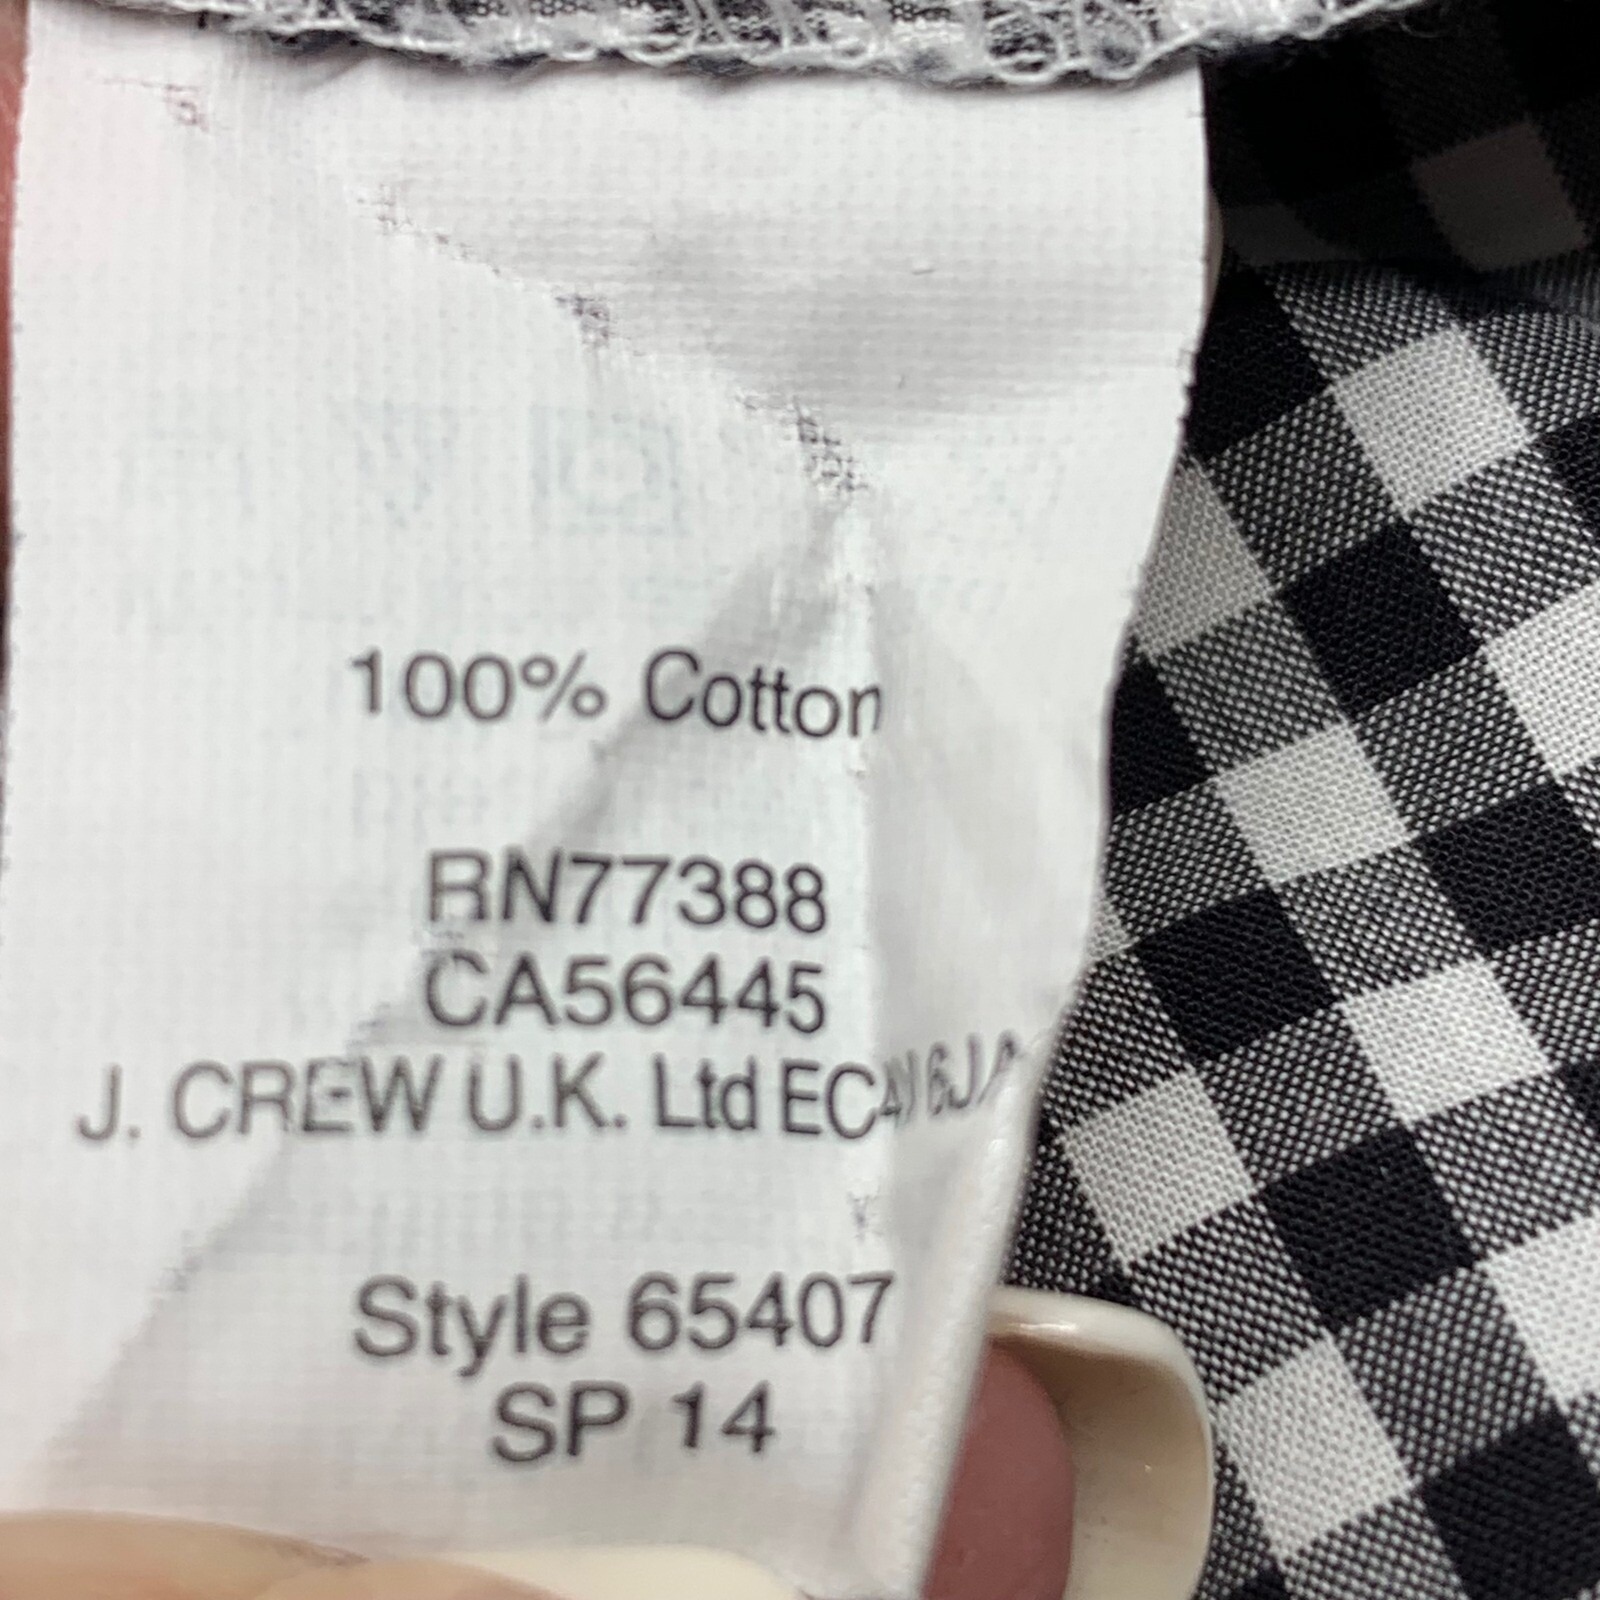 100% Cotton
RN77388
CA56445
J. CREW U.K. Ltd
Style 65407
SP 14